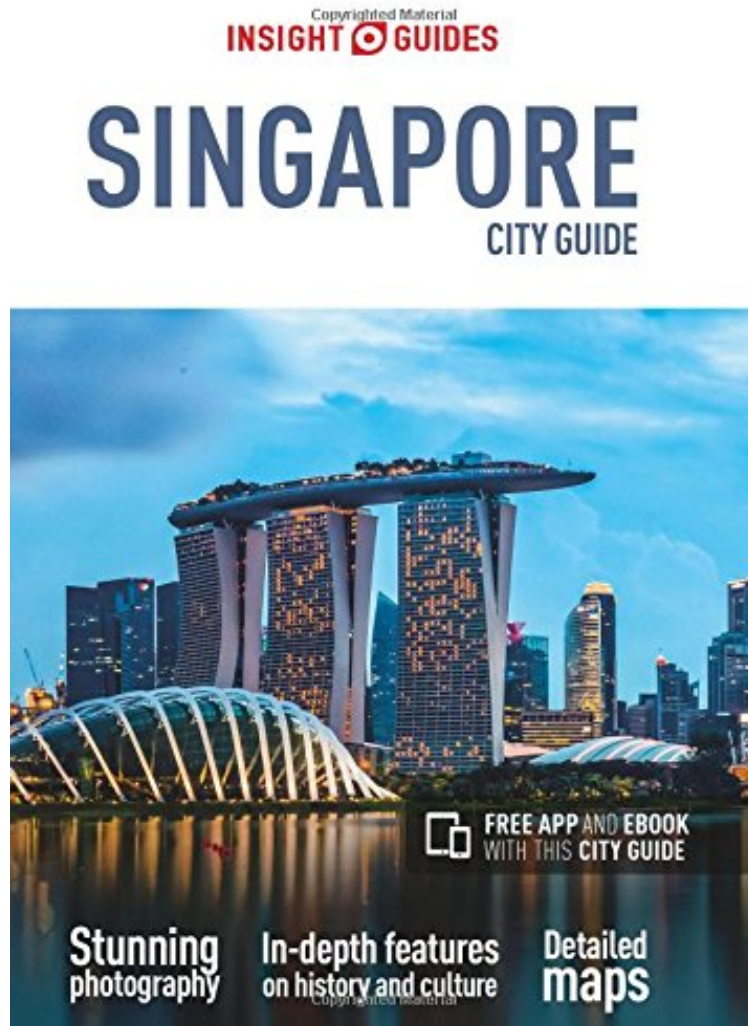 Copyrighted Material
INSIGHT GUIDES
SINGAPORE
CITY GUIDE
FREE APP AND EBOOK
WITH THIS CITY GUIDE
Stunning
photography
In-depth features
on history and culture
Detailed
maps
Copyrighted Material